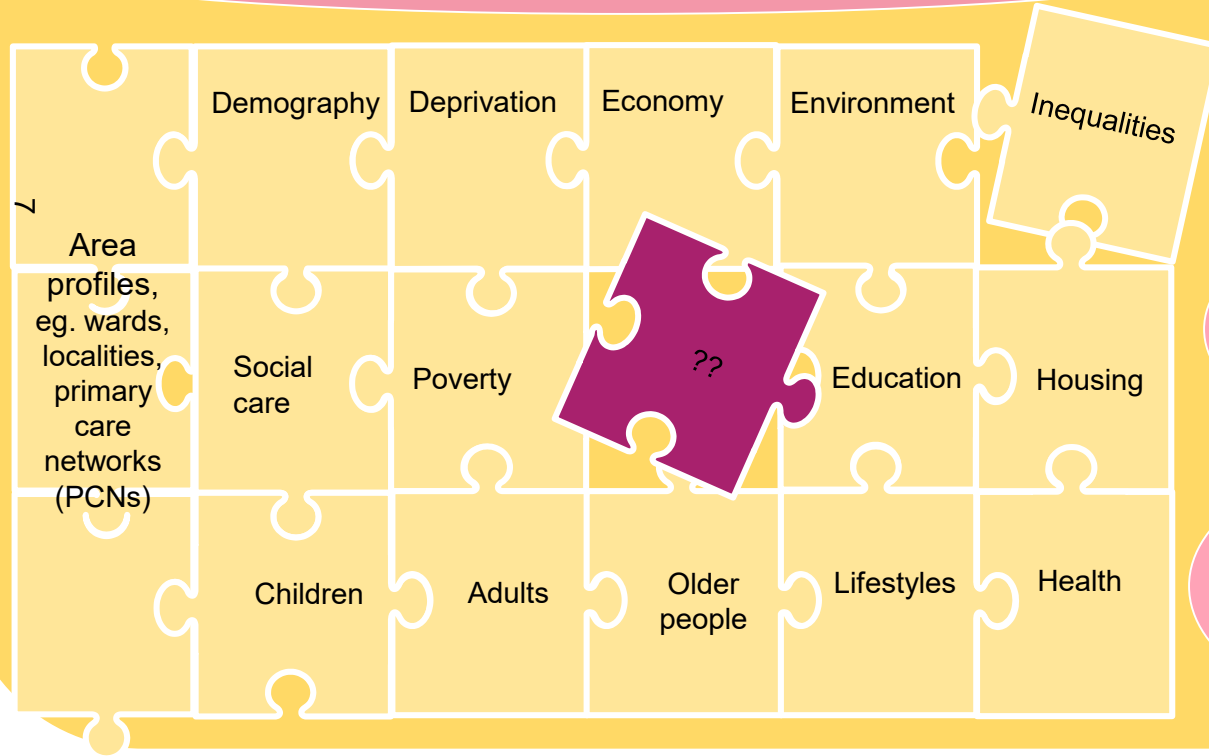 Demography
Deprivation
Economy
Environment
Inequalities
7
Area
profiles,
eg. wards,
localities,
primary
care
networks
(PCNs)
Social
care
Poverty
??
Education
Housing
Children
Adults
Older
people
Lifestyles
Health